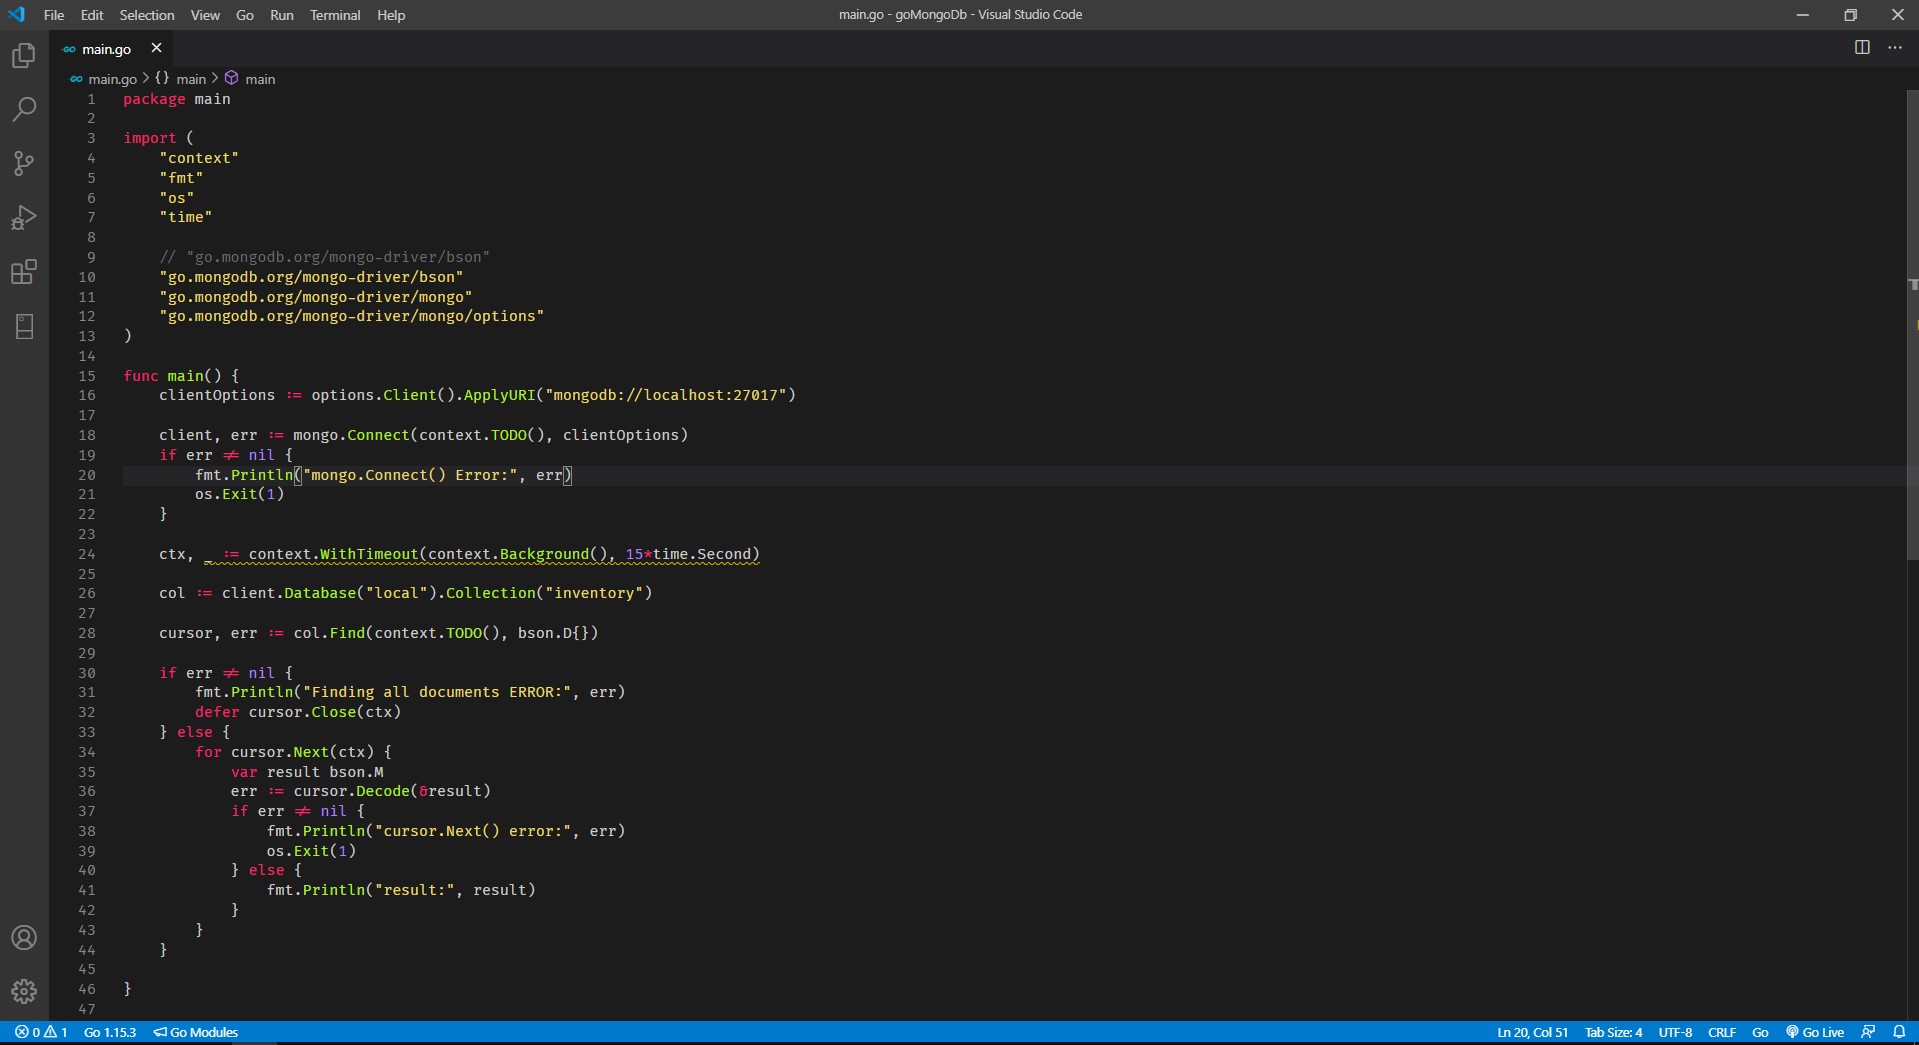 File Edit Selection View Go Run Terminal Help
main.go - goMongoDb - Visual Studio Code
main.go
main.go > {} main > main
1 package main
2
3 import (
4 "context"
5 "fmt"
6 "os"
7 "time"
8
9 // "go.mongodb.org/mongo-driver/bson"
10 "go.mongodb.org/mongo-driver/bson"
11 "go.mongodb.org/mongo-driver/mongo"
12 "go.mongodb.org/mongo-driver/mongo/options"
13 )
14
15 func main() {
16 clientOptions := options.Client().ApplyURI("mongodb://localhost:27017")
17
18 client, err := mongo.Connect(context.TODO(), clientOptions)
19 if err ≠ nil {
20 fmt.Println("mongo.Connect() Error:", err)
21 os.Exit(1)
22 }
23
24 ctx, _ := context.WithTimeout(context.Background(), 15*time.Second)
25
26 col := client.Database("local").Collection("inventory")
27
28 cursor, err := col.Find(context.TODO(), bson.D{})
29
30 if err ≠ nil {
31 fmt.Println("Finding all documents ERROR:", err)
32 defer cursor.Close(ctx)
33 } else {
34 for cursor.Next(ctx) {
35 var result bson.M
36 err := cursor.Decode(&result)
37 if err ≠ nil {
38 fmt.Println("cursor.Next() error:", err)
39 os.Exit(1)
40 } else {
41 fmt.Println("result:", result)
42 }
43 }
44 }
45
46 }
47
0 1 Go 1.15.3 Go Modules
Ln 20, Col 51 Tab Size: 4 UTF-8 CRLF Go Go Live